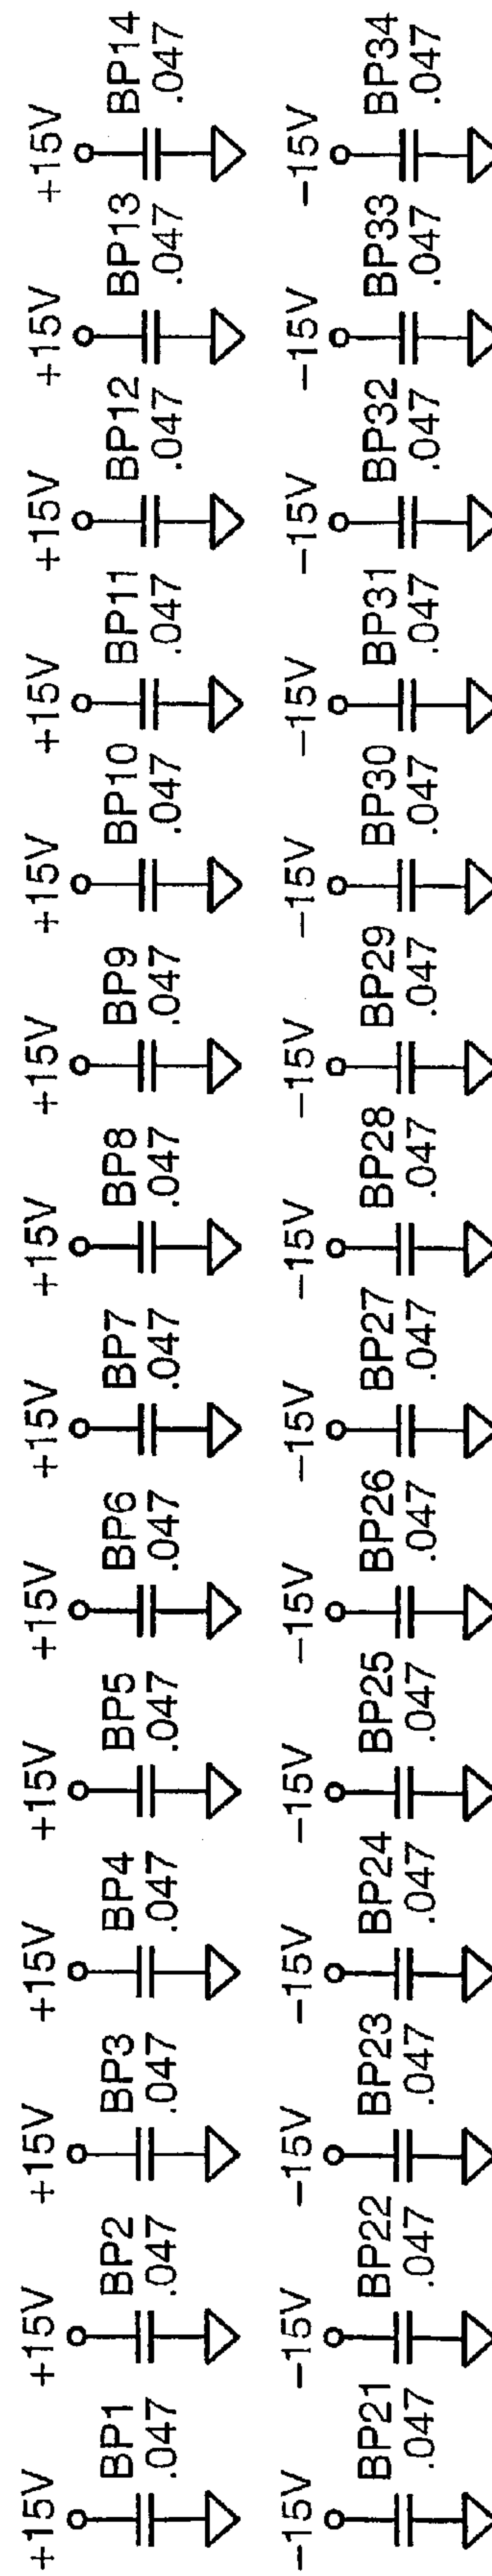 +15V +15V +15V +15V +15V +15V +15V +15V +15V +15V +15V +15V +15V +15V
BP1 BP2 BP3 BP4 BP5 BP6 BP7 BP8 BP9 BP10 BP11 BP12 BP13 BP14
.047 .047 .047 .047 .047 .047 .047 .047 .047 .047 .047 .047 .047 .047
−15V −15V −15V −15V −15V −15V −15V −15V −15V −15V −15V −15V −15V −15V
BP21 BP22 BP23 BP24 BP25 BP26 BP27 BP28 BP29 BP30 BP31 BP32 BP33 BP34
.047 .047 .047 .047 .047 .047 .047 .047 .047 .047 .047 .047 .047 .047